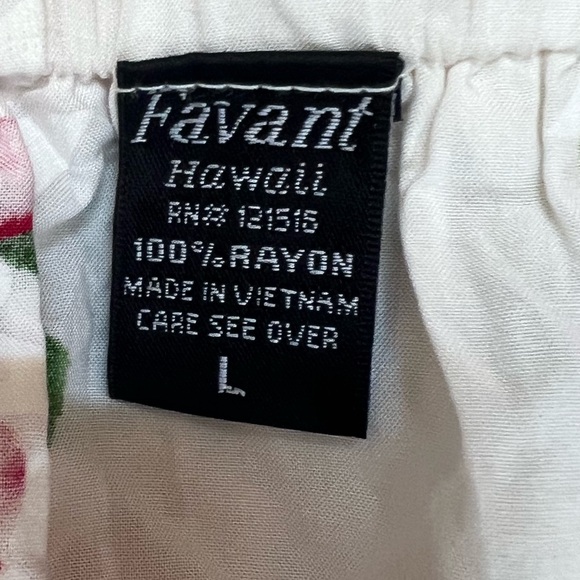 Favant
Hawaii
RN# 121516
100% RAYON
MADE IN VIETNAM
CARE SEE OVER
L